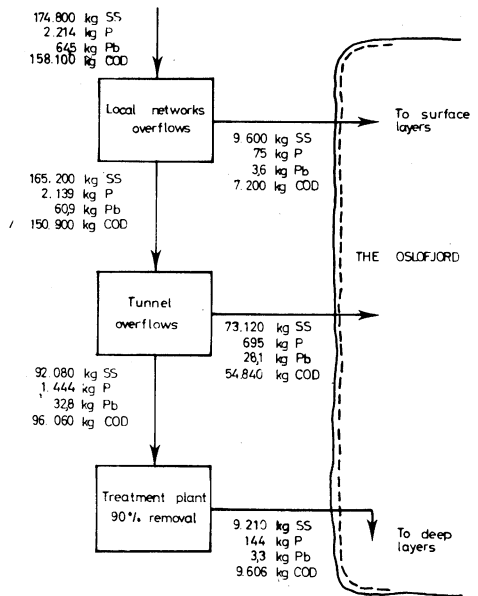 174.800 kg SS
2.214 kg P
64,5 kg Pb
158.100 kg COD
Local networks
overflows
To surface
layers
9.600 kg SS
75 kg P
3,6 kg Pb
7.200 kg COD
165.200 kg SS
2.139 kg P
60,9 kg Pb
150.900 kg COD
THE OSLOFJORD
Tunnel
overflows
73.120 kg SS
695 kg P
28,1 kg Pb
54.840 kg COD
92.080 kg SS
1.444 kg P
32,8 kg Pb
96.060 kg COD
Treatment plant
90% removal
9.210 kg SS
144 kg P
3,3 kg Pb
9.606 kg COD
To deep
layers